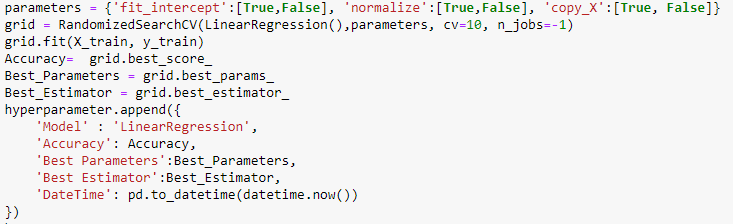 parameters = {'fit_intercept':[True,False], 'normalize':[True,False], 'copy_X':[True, False]}
grid = RandomizedSearchCV(LinearRegression(),parameters, cv=10, n_jobs=-1)
grid.fit(X_train, y_train)
Accuracy=  grid.best_score_
Best_Parameters = grid.best_params_
Best_Estimator = grid.best_estimator_
hyperparameter.append({
    'Model' : 'LinearRegression',
    'Accuracy': Accuracy,
    'Best Parameters':Best_Parameters,
    'Best Estimator':Best_Estimator,
    'DateTime': pd.to_datetime(datetime.now())
})